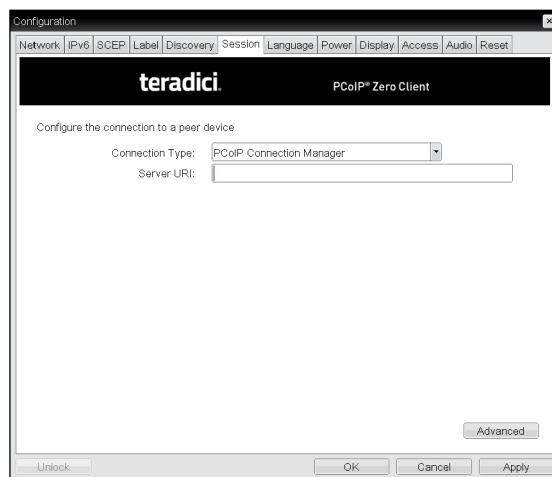 Configuration
Network IPv6 SCEP Label Discovery Session Language Power Display Access Audio Reset
teradici. PCoIP® Zero Client
Configure the connection to a peer device
Connection Type: PCoIP Connection Manager
Server URI:
Advanced
Unlock OK Cancel Apply